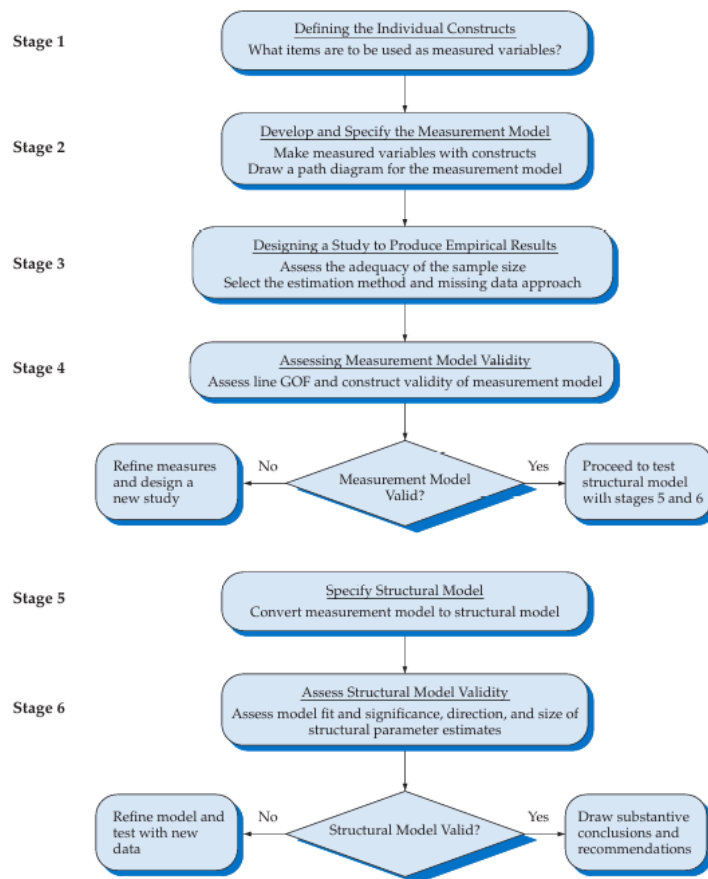 Stage 1
Defining the Individual Constructs
What items are to be used as measured variables?
Stage 2
Develop and Specify the Measurement Model
Make measured variables with constructs
Draw a path diagram for the measurement model
Stage 3
Designing a Study to Produce Empirical Results
Assess the adequacy of the sample size
Select the estimation method and missing data approach
Stage 4
Assessing Measurement Model Validity
Assess line GOF and construct validity of measurement model
Refine measures
and design a
new study
No
Measurement Model
Valid?
Yes
Proceed to test
structural model
with stages 5 and 6
Stage 5
Specify Structural Model
Convert measurement model to structural model
Stage 6
Assess Structural Model Validity
Assess model fit and significance, direction, and size of
structural parameter estimates
Refine model and
test with new
data
No
Structural Model Valid?
Yes
Draw substantive
conclusions and
recommendations